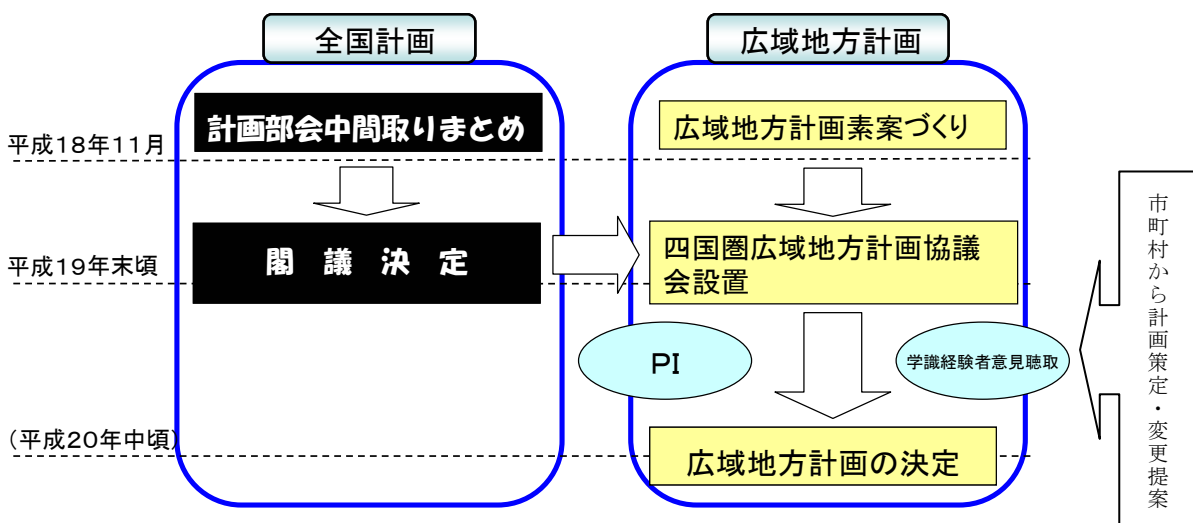 全国計画
広域地方計画
計画部会中間取りまとめ
広域地方計画素案づくり
平成18年11月
閣議決定
四国圏広域地方計画協議
会設置
平成19年末頃
PI
学識経験者意見聴取
市町村から計画策定・変更提案
(平成20年中頃)
広域地方計画の決定